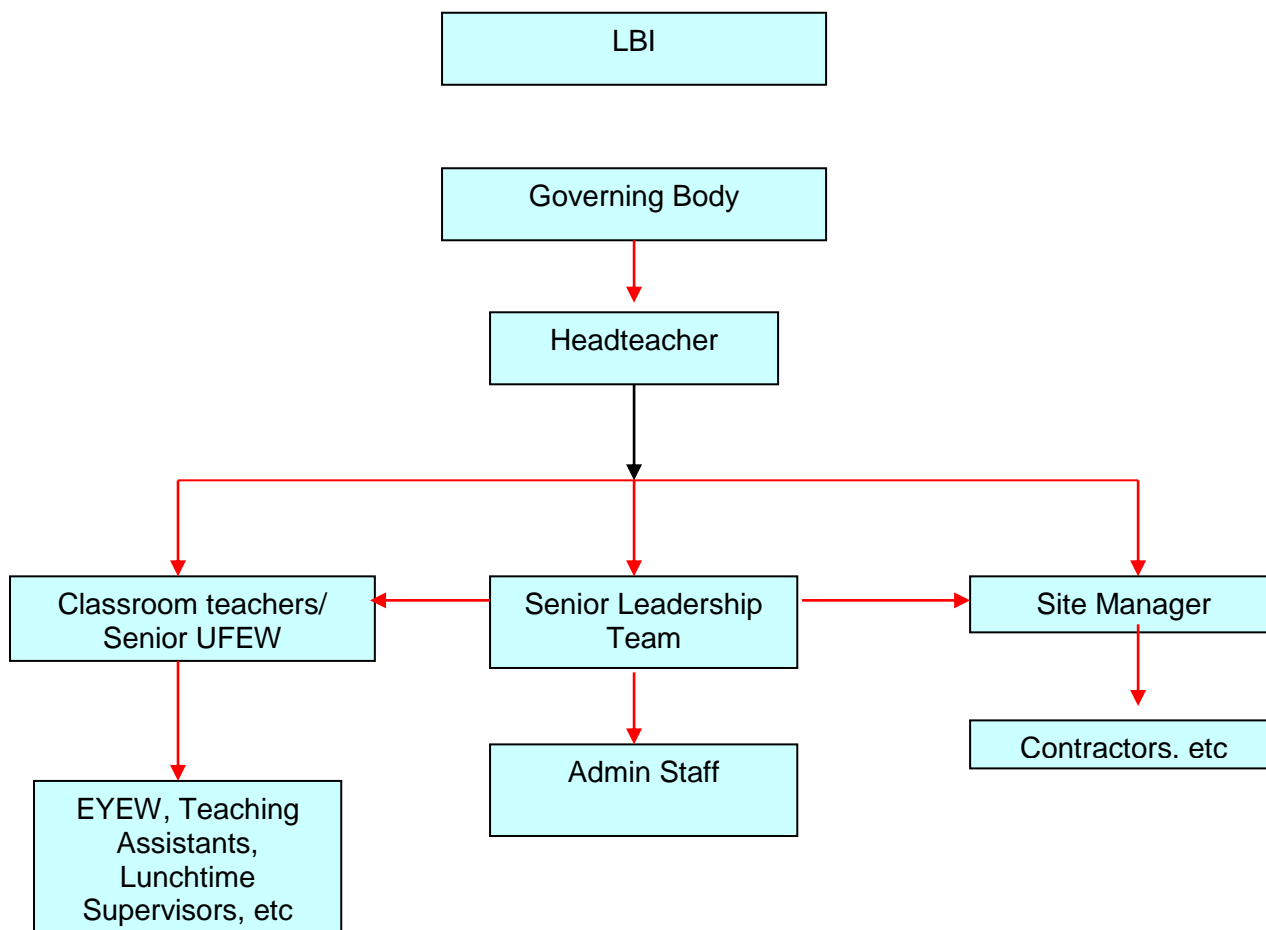 LBI
Governing Body
Headteacher
Classroom teachers/
Senior UFEW
Senior Leadership
Team
Site Manager
EYEW, Teaching
Assistants,
Lunchtime
Supervisors, etc
Admin Staff
Contractors. etc